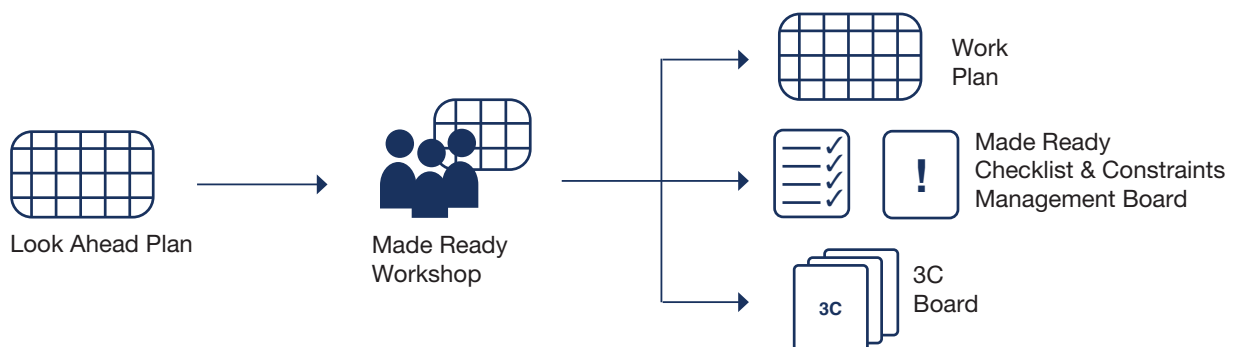 Look Ahead Plan
Made Ready
Workshop
Work
Plan
!
Made Ready
Checklist & Constraints
Management Board
3C
3C
Board